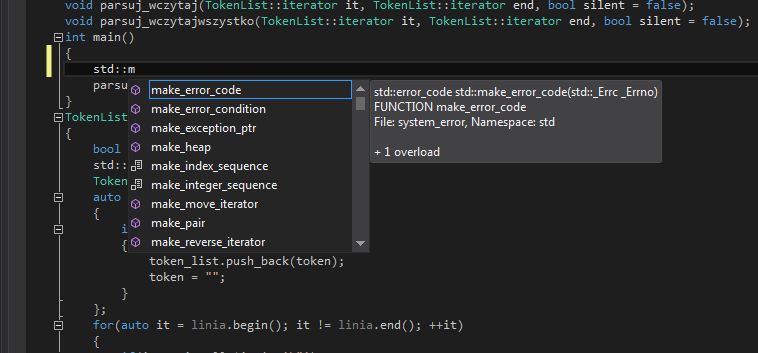 void parsuj_wczytaj(TokenList::iterator it, TokenList::iterator end, bool silent = false);
void parsuj_wczytajwszystko(TokenList::iterator it, TokenList::iterator end, bool silent = false);
int main()
{
std::m
parsu
}
TokenList
{
bool
std::
Token
auto
{
i
{
token_list.push_back(token);
token = "";
}
};
for(auto it = linia.begin(); it != linia.end(); ++it)
{
make_error_code
make_error_condition
make_exception_ptr
make_heap
make_index_sequence
make_integer_sequence
make_move_iterator
make_pair
make_reverse_iterator
std::error_code std::make_error_code(std::_Errc _Errno)
FUNCTION make_error_code
File: system_error, Namespace: std
+ 1 overload